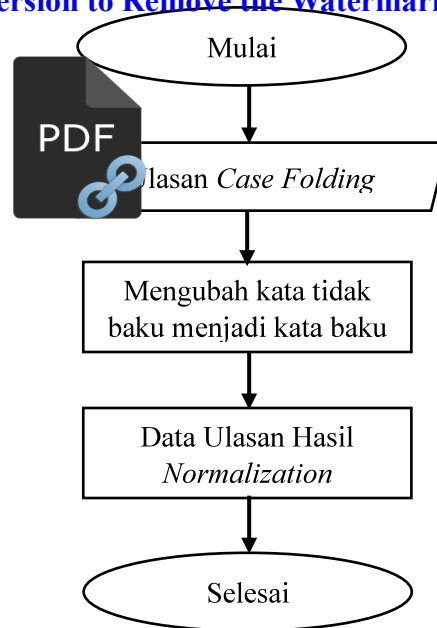 ersion to Remove the Watermark
Mulai
PDF
lasan Case Folding
Mengubah kata tidak
baku menjadi kata baku
Data Ulasan Hasil
Normalization
Selesai